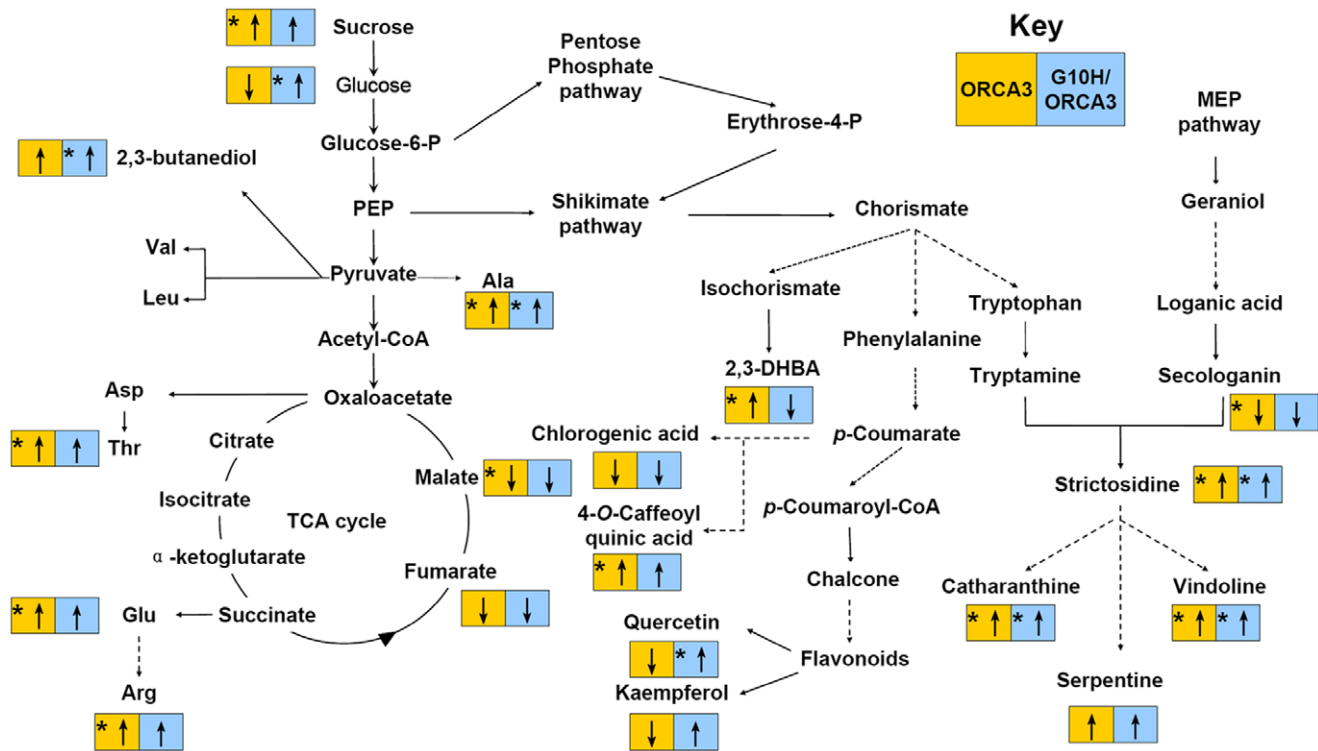 Key
ORCA3
G10H/
ORCA3
*
Sucrose
*
Glucose
Glucose-6-P
Pentose
Phosphate
pathway
Erythrose-4-P
MEP
pathway
*
2,3-butanediol
PEP
Shikimate
pathway
Chorismate
Geraniol
Val
Leu
Pyruvate
Ala
* *
Isochorismate
Phenylalanine
Tryptophan
Loganic acid
Acetyl-CoA
2,3-DHBA
*
Tryptamine
Secologanin
*
Asp
Thr
*
Oxaloacetate
Citrate
Isocitrate
α-ketoglutarate
Succinate
TCA cycle
Malate
*
Fumarate
Glu
*
Arg
*
Chlorogenic acid
p-Coumarate
4-O-Caffeoyl
quinic acid
*
p-Coumaroyl-CoA
Chalcone
Flavonoids
Quercetin
*
Kaempferol
Strictosidine
* *
Catharanthine
* *
Vindoline
* *
Serpentine